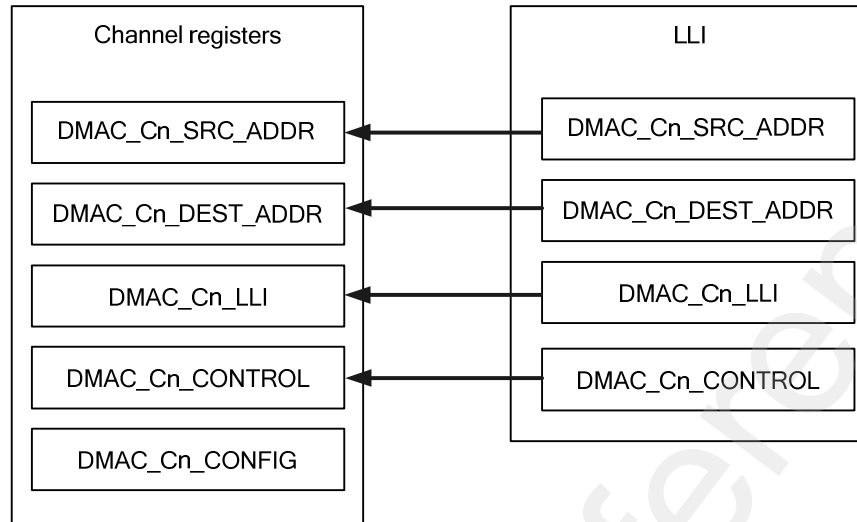 Channel registers
DMAC_Cn_SRC_ADDR
DMAC_Cn_DEST_ADDR
DMAC_Cn_LLI
DMAC_Cn_CONTROL
DMAC_Cn_CONFIG
LLI
DMAC_Cn_SRC_ADDR
DMAC_Cn_DEST_ADDR
DMAC_Cn_LLI
DMAC_Cn_CONTROL